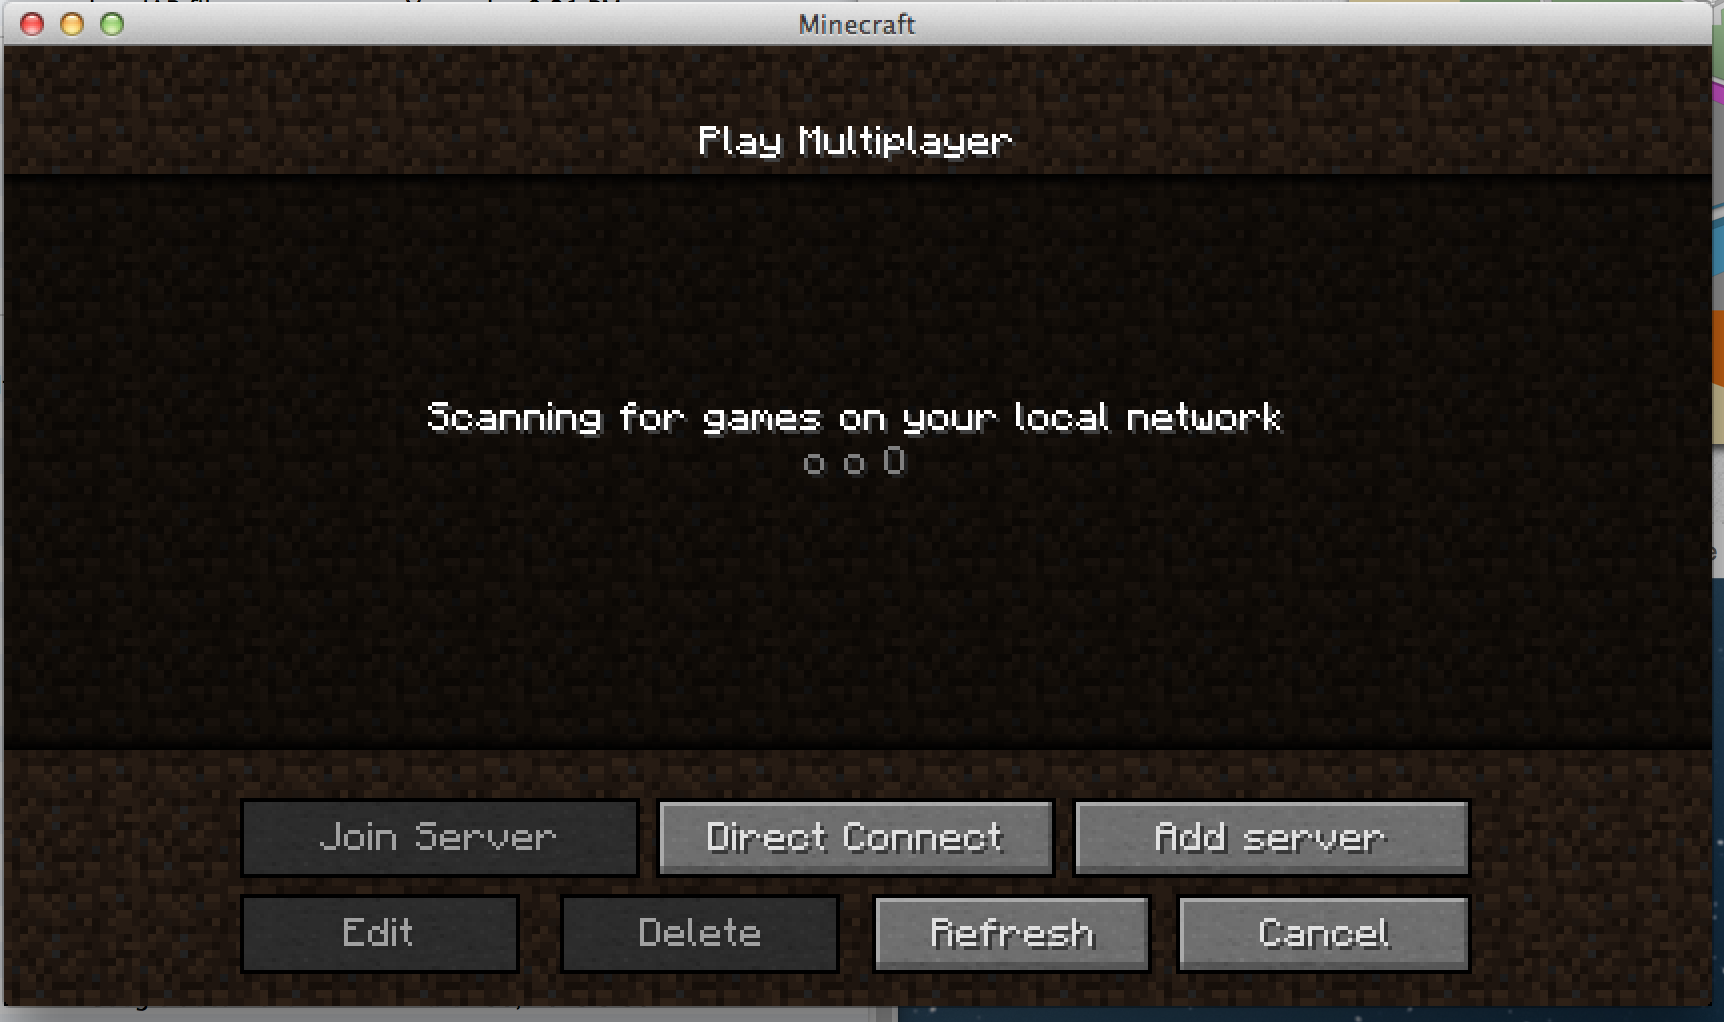 Minecraft
Play Multiplayer
Scanning for games on your local network
o o O
Join Server
Direct Connect
Add server
Edit
Delete
Refresh
Cancel